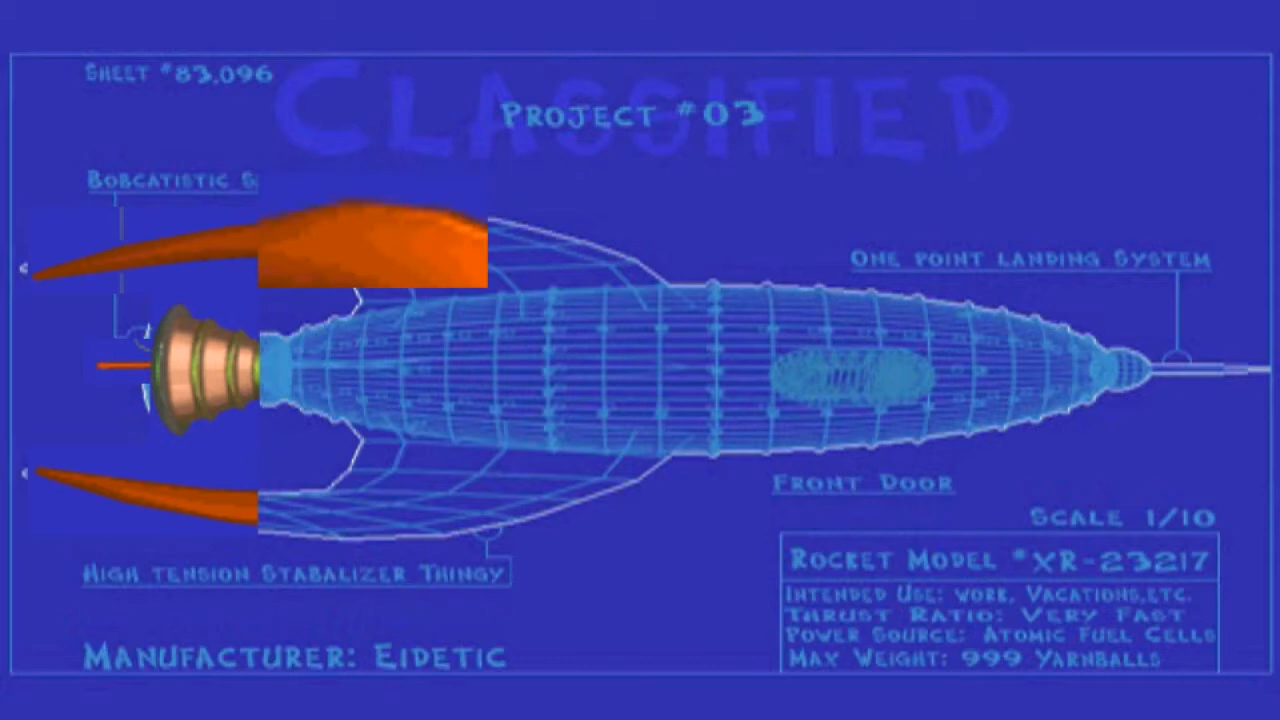 SHEET #83,096
CLASSIFIED
PROJECT #03
BOBCATISTIC
ONE POINT LANDING SYSTEM
FRONT DOOR
SCALE 1/10
ROCKET MODEL #XR-23217
HIGH TENSION STABALIZER THINGY
INTENDED USE: WORK, VACATIONS,ETC.
THRUST RATIO: VERY FAST
POWER SOURCE: ATOMIC FUEL CELLS
MANUFACTURER: EIDETIC
MAX WEIGHT: 999 YARNBALLS